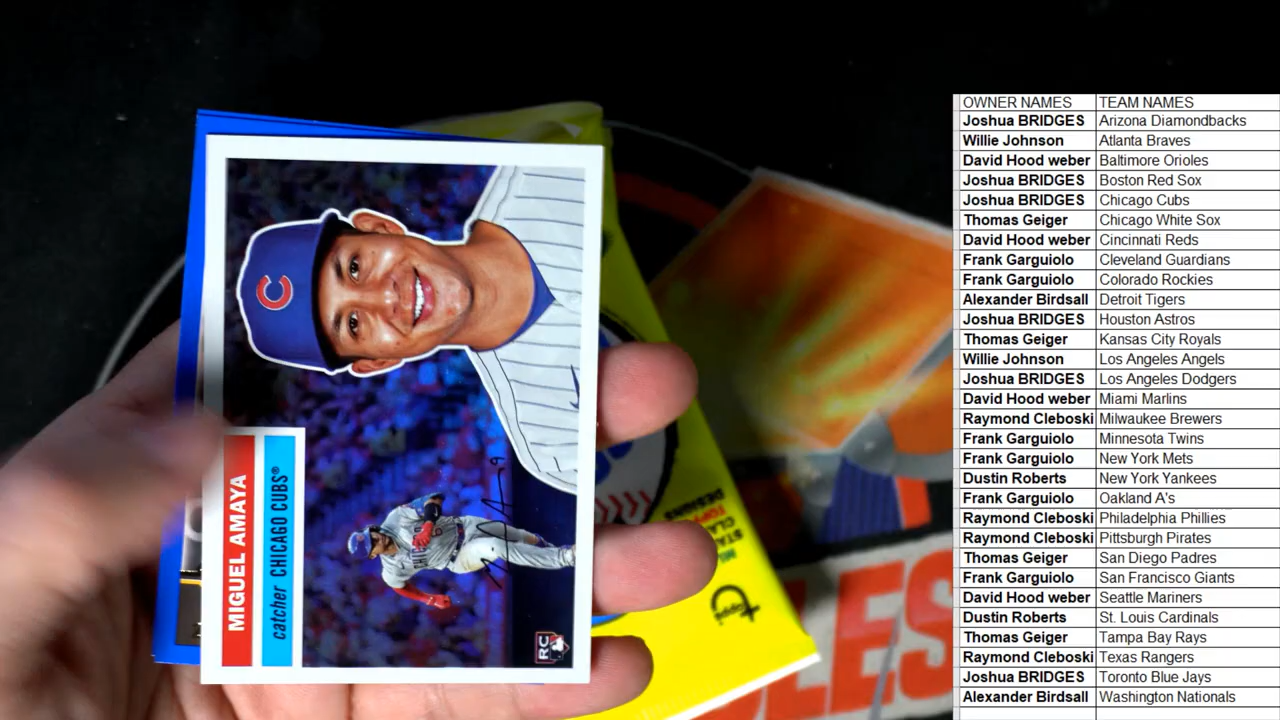 MIGUEL AMAYA
catcher CHICAGO CUBS®
C
RC
topps
OWNER NAMES TEAM NAMES
Joshua BRIDGES Arizona Diamondbacks
Willie Johnson Atlanta Braves
David Hood weber Baltimore Orioles
Joshua BRIDGES Boston Red Sox
Joshua BRIDGES Chicago Cubs
Thomas Geiger Chicago White Sox
David Hood weber Cincinnati Reds
Frank Garguiolo Cleveland Guardians
Frank Garguiolo Colorado Rockies
Alexander Birdsall Detroit Tigers
Joshua BRIDGES Houston Astros
Thomas Geiger Kansas City Royals
Willie Johnson Los Angeles Angels
Joshua BRIDGES Los Angeles Dodgers
David Hood weber Miami Marlins
Raymond Cleboski Milwaukee Brewers
Frank Garguiolo Minnesota Twins
Frank Garguiolo New York Mets
Dustin Roberts New York Yankees
Frank Garguiolo Oakland A's
Raymond Cleboski Philadelphia Phillies
Raymond Cleboski Pittsburgh Pirates
Thomas Geiger San Diego Padres
Frank Garguiolo San Francisco Giants
David Hood weber Seattle Mariners
Dustin Roberts St. Louis Cardinals
Thomas Geiger Tampa Bay Rays
Raymond Cleboski Texas Rangers
Joshua BRIDGES Toronto Blue Jays
Alexander Birdsall Washington Nationals